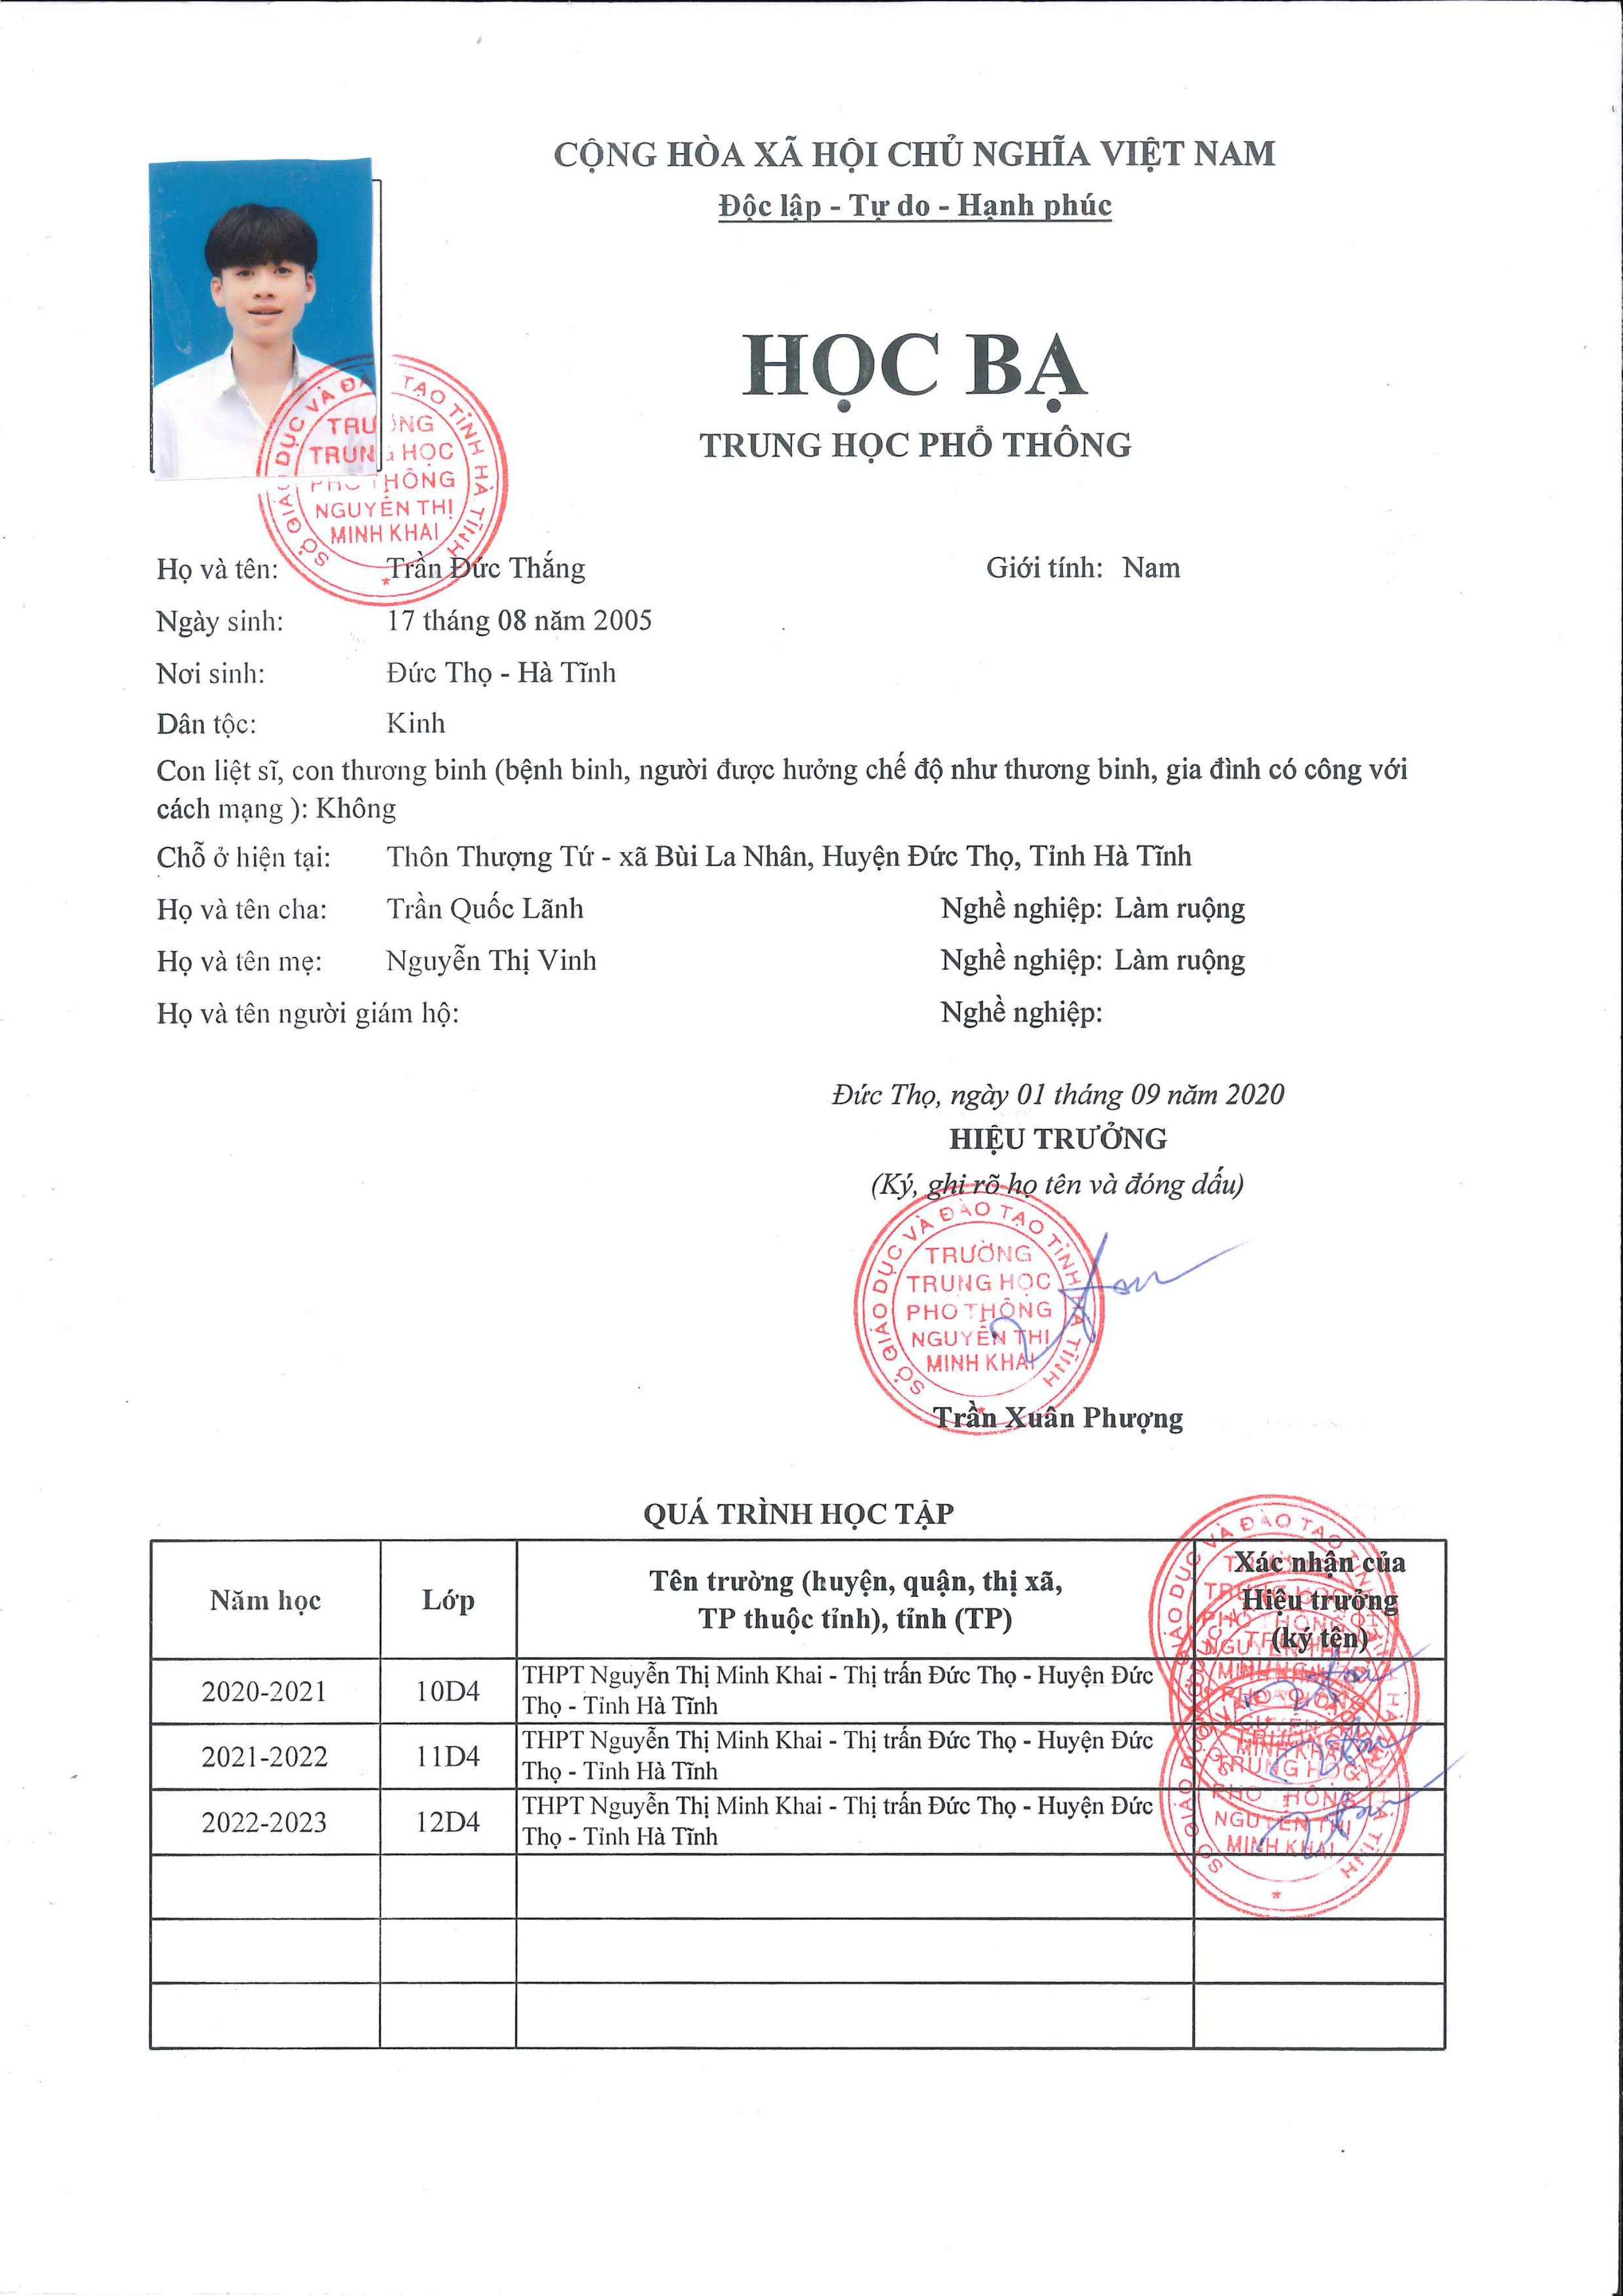 CỘNG HÒA XÃ HỘI CHỦ NGHĨA VIỆT NAM
Độc lập - Tự do - Hạnh phúc
HỌC BẠ
TRUNG HỌC PHỔ THÔNG
SỞ GIÁO DỤC VÀ ĐÀO TẠO TỈNH HÀ TĨNH
TRƯỜNG
TRUNG HỌC
PHỔ THÔNG
NGUYỄN THỊ
MINH KHAI
Họ và tên: Trần Đức Thắng Giới tính: Nam
Ngày sinh: 17 tháng 08 năm 2005
Nơi sinh: Đức Thọ - Hà Tĩnh
Dân tộc: Kinh
Con liệt sĩ, con thương binh (bệnh binh, người được hưởng chế độ như thương binh, gia đình có công với
cách mạng ): Không
Chỗ ở hiện tại: Thôn Thượng Tứ - xã Bùi La Nhân, Huyện Đức Thọ, Tỉnh Hà Tĩnh
Họ và tên cha: Trần Quốc Lãnh Nghề nghiệp: Làm ruộng
Họ và tên mẹ: Nguyễn Thị Vinh Nghề nghiệp: Làm ruộng
Họ và tên người giám hộ: Nghề nghiệp:
Đức Thọ, ngày 01 tháng 09 năm 2020
HIỆU TRƯỞNG
(Ký, ghi rõ họ tên và đóng dấu)
SỞ GIÁO DỤC VÀ ĐÀO TẠO TỈNH HÀ TĨNH
TRƯỜNG
TRUNG HỌC
PHỔ THÔNG
NGUYỄN THỊ
MINH KHAI
Trần Xuân Phượng
QUÁ TRÌNH HỌC TẬP
Năm học Lớp Tên trường (huyện, quận, thị xã, TP thuộc tỉnh), tỉnh (TP) Xác nhận của Hiệu trưởng (ký tên)
2020-2021 10D4 THPT Nguyễn Thị Minh Khai - Thị trấn Đức Thọ - Huyện Đức
Thọ - Tỉnh Hà Tĩnh
2021-2022 11D4 THPT Nguyễn Thị Minh Khai - Thị trấn Đức Thọ - Huyện Đức
Thọ - Tỉnh Hà Tĩnh
2022-2023 12D4 THPT Nguyễn Thị Minh Khai - Thị trấn Đức Thọ - Huyện Đức
Thọ - Tỉnh Hà Tĩnh